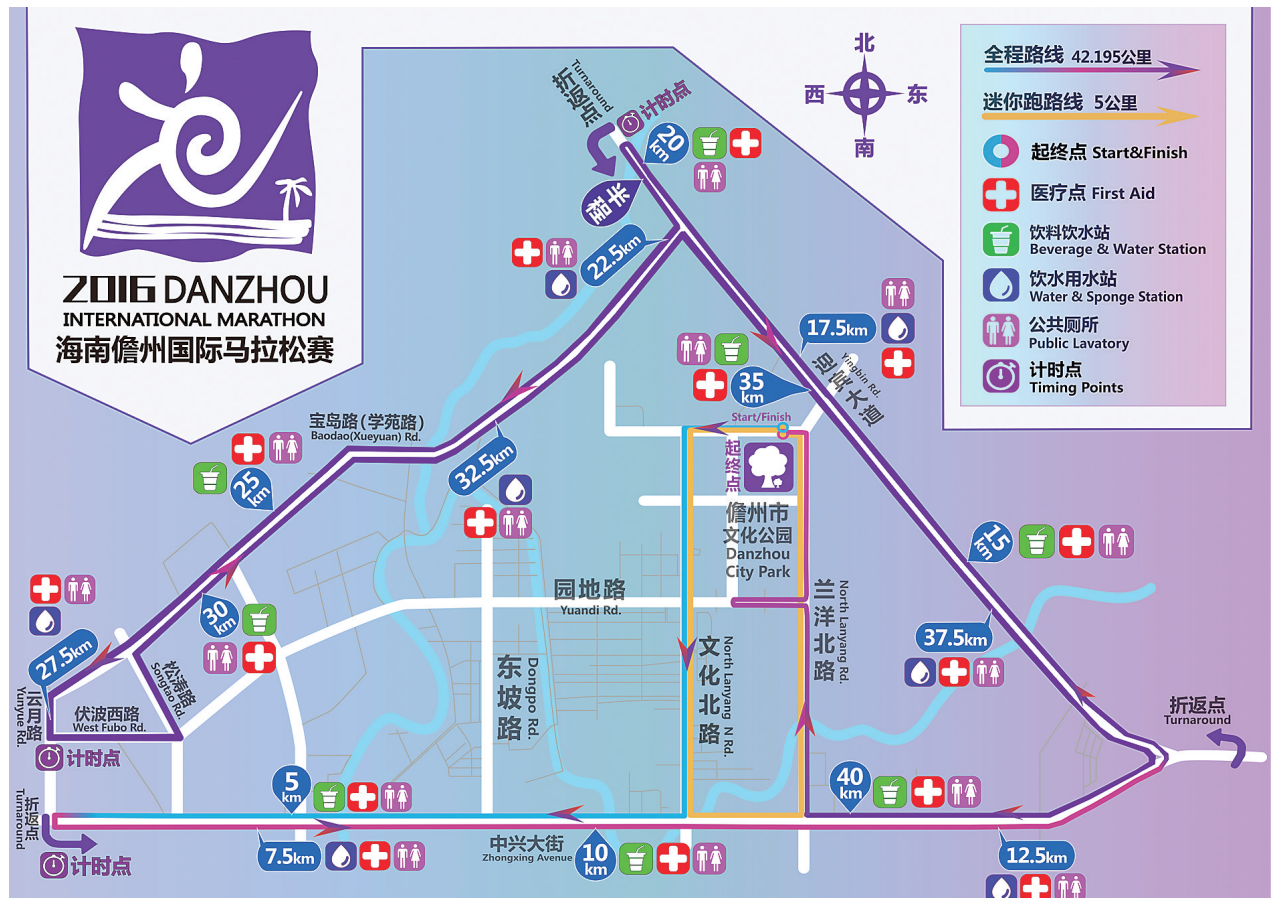 2016 DANZHOU
INTERNATIONAL MARATHON
海南儋州国际马拉松赛
北
西
东
南
全程路线 42.195公里
迷你跑路线 5公里
起终点 Start&Finish
医疗点 First Aid
饮料饮水站
Beverage & Water Station
饮水用水站
Water & Sponge Station
公共厕所
Public Lavatory
计时点
Timing Points
折返点
Turnaround
计时点
20
km
半程
22.5km
17.5km
35
km
迎宾大道
Yingbin Rd.
Start/Finish
起终点
宝岛路(学苑路)
Baodao(Xueyuan) Rd.
32.5km
25
km
儋州市
文化公园
Danzhou
City Park
15
km
园地路
Yuandi Rd.
兰洋北路
North Lanyang Rd.
30
km
37.5km
27.5km
云月路
Yunyue Rd.
松涛路
Songtao Rd.
伏波西路
West Fubo Rd.
东坡路
Dongpo Rd.
文化北路
North Lanyang N Rd.
折返点
Turnaround
计时点
5
km
40
km
折返点
Turnaround
计时点
7.5km
中兴大街
Zhongxing Avenue
10
km
12.5km